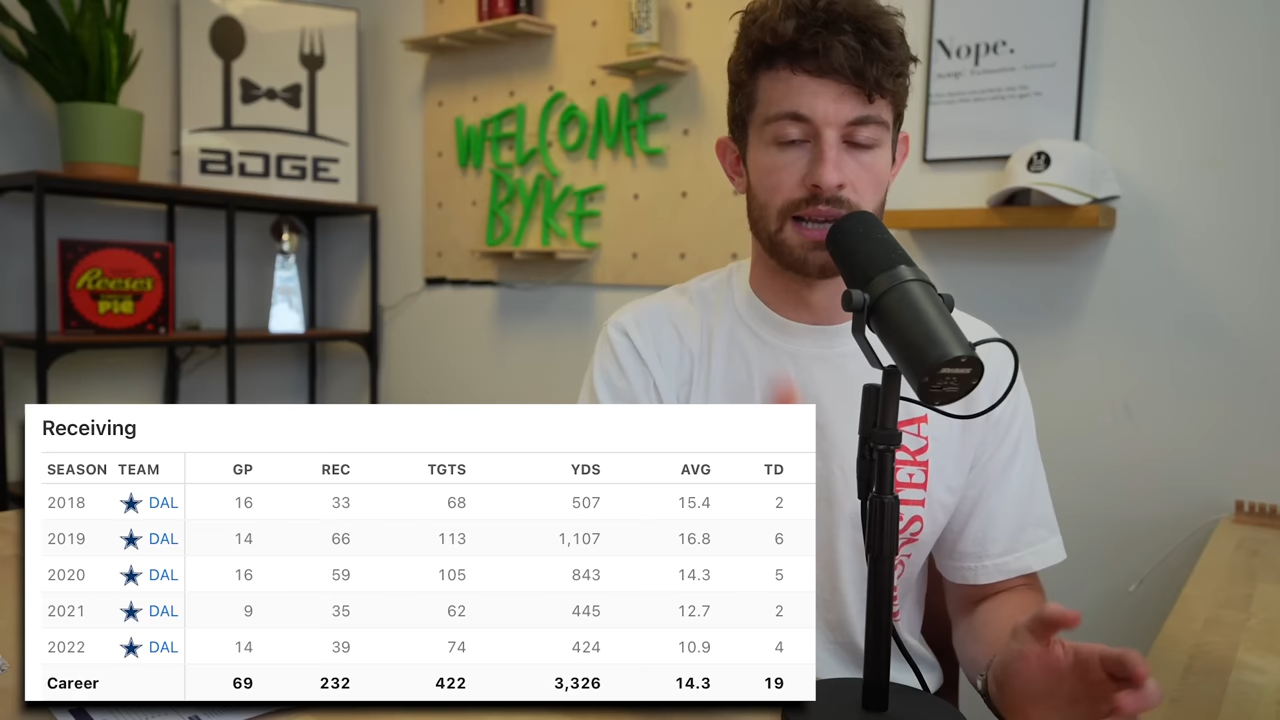 BDGE
WELCOME
BYKE
Nope.
Reese's
PIE
MONSTERA
Receiving
SEASON TEAM GP REC TGTS YDS AVG TD
2018 DAL 16 33 68 507 15.4 2
2019 DAL 14 66 113 1,107 16.8 6
2020 DAL 16 59 105 843 14.3 5
2021 DAL 9 35 62 445 12.7 2
2022 DAL 14 39 74 424 10.9 4
Career 69 232 422 3,326 14.3 19